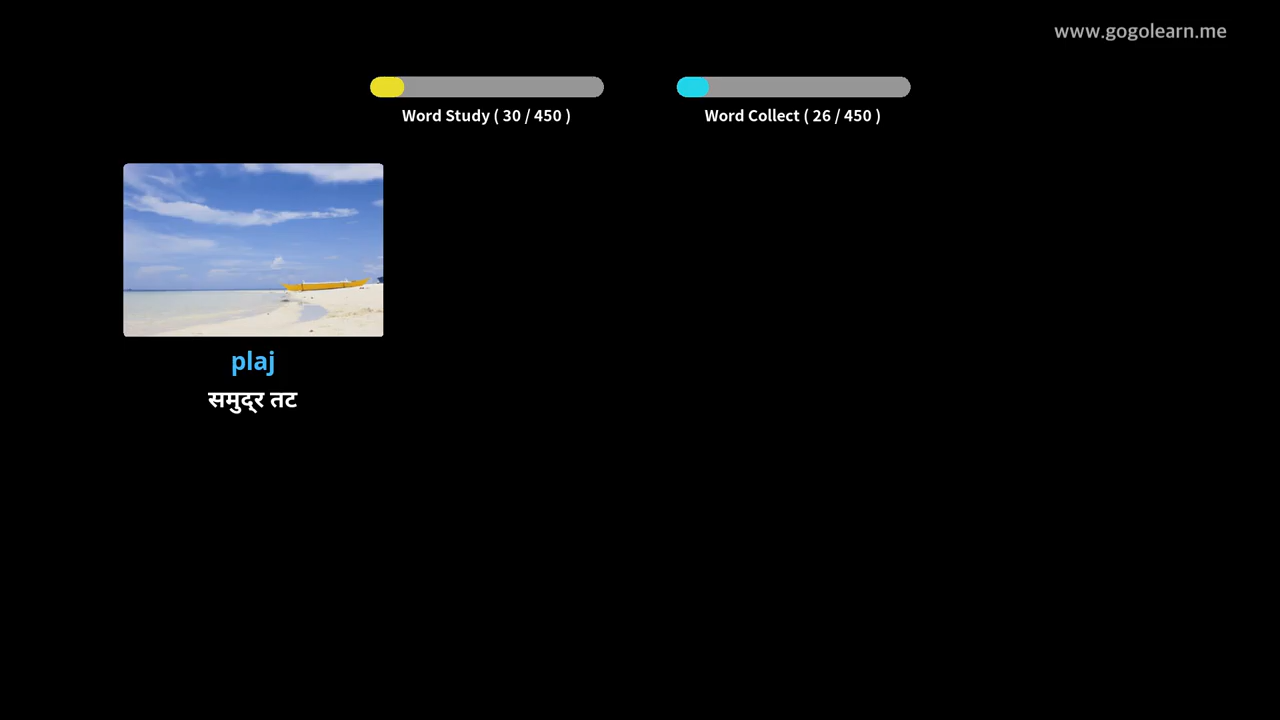 www.gogolearn.me
Word Study ( 30 / 450 )
Word Collect ( 26 / 450 )
plaj
समुद्र तट